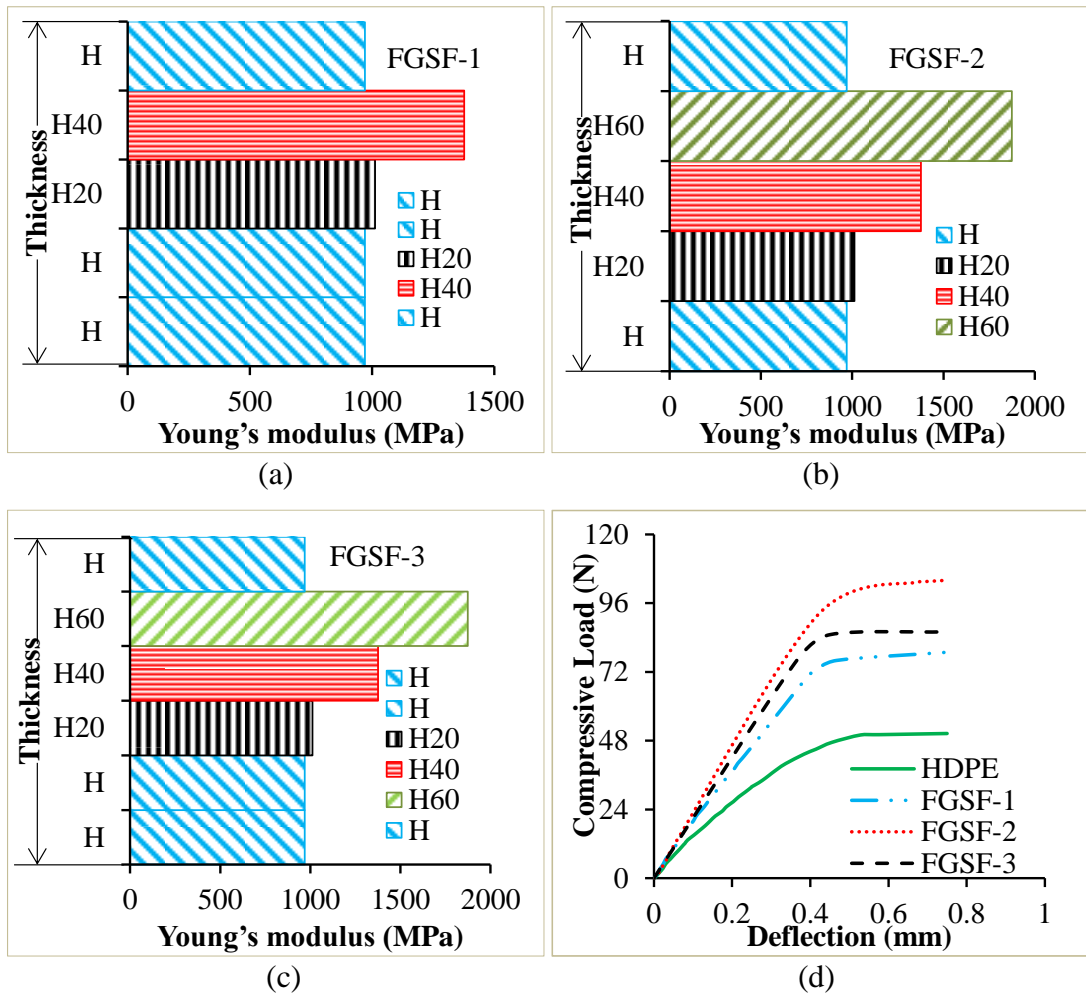 FGSF-1
Thickness
H
H40
H20
H
H
H
H
H20
H40
H
0 500 1000 1500
Young’s modulus (MPa)
(a)
FGSF-2
Thickness
H
H60
H40
H20
H
H
H20
H40
H60
0 500 1000 1500 2000
Young’s modulus (MPa)
(b)
FGSF-3
Thickness
H
H60
H40
H20
H
H
H
H
H20
H40
H60
H
0 500 1000 1500 2000
Young’s modulus (MPa)
(c)
Compressive Load (N)
120
96
72
48
24
0
HDPE
FGSF-1
FGSF-2
FGSF-3
0 0.2 0.4 0.6 0.8 1
Deflection (mm)
(d)